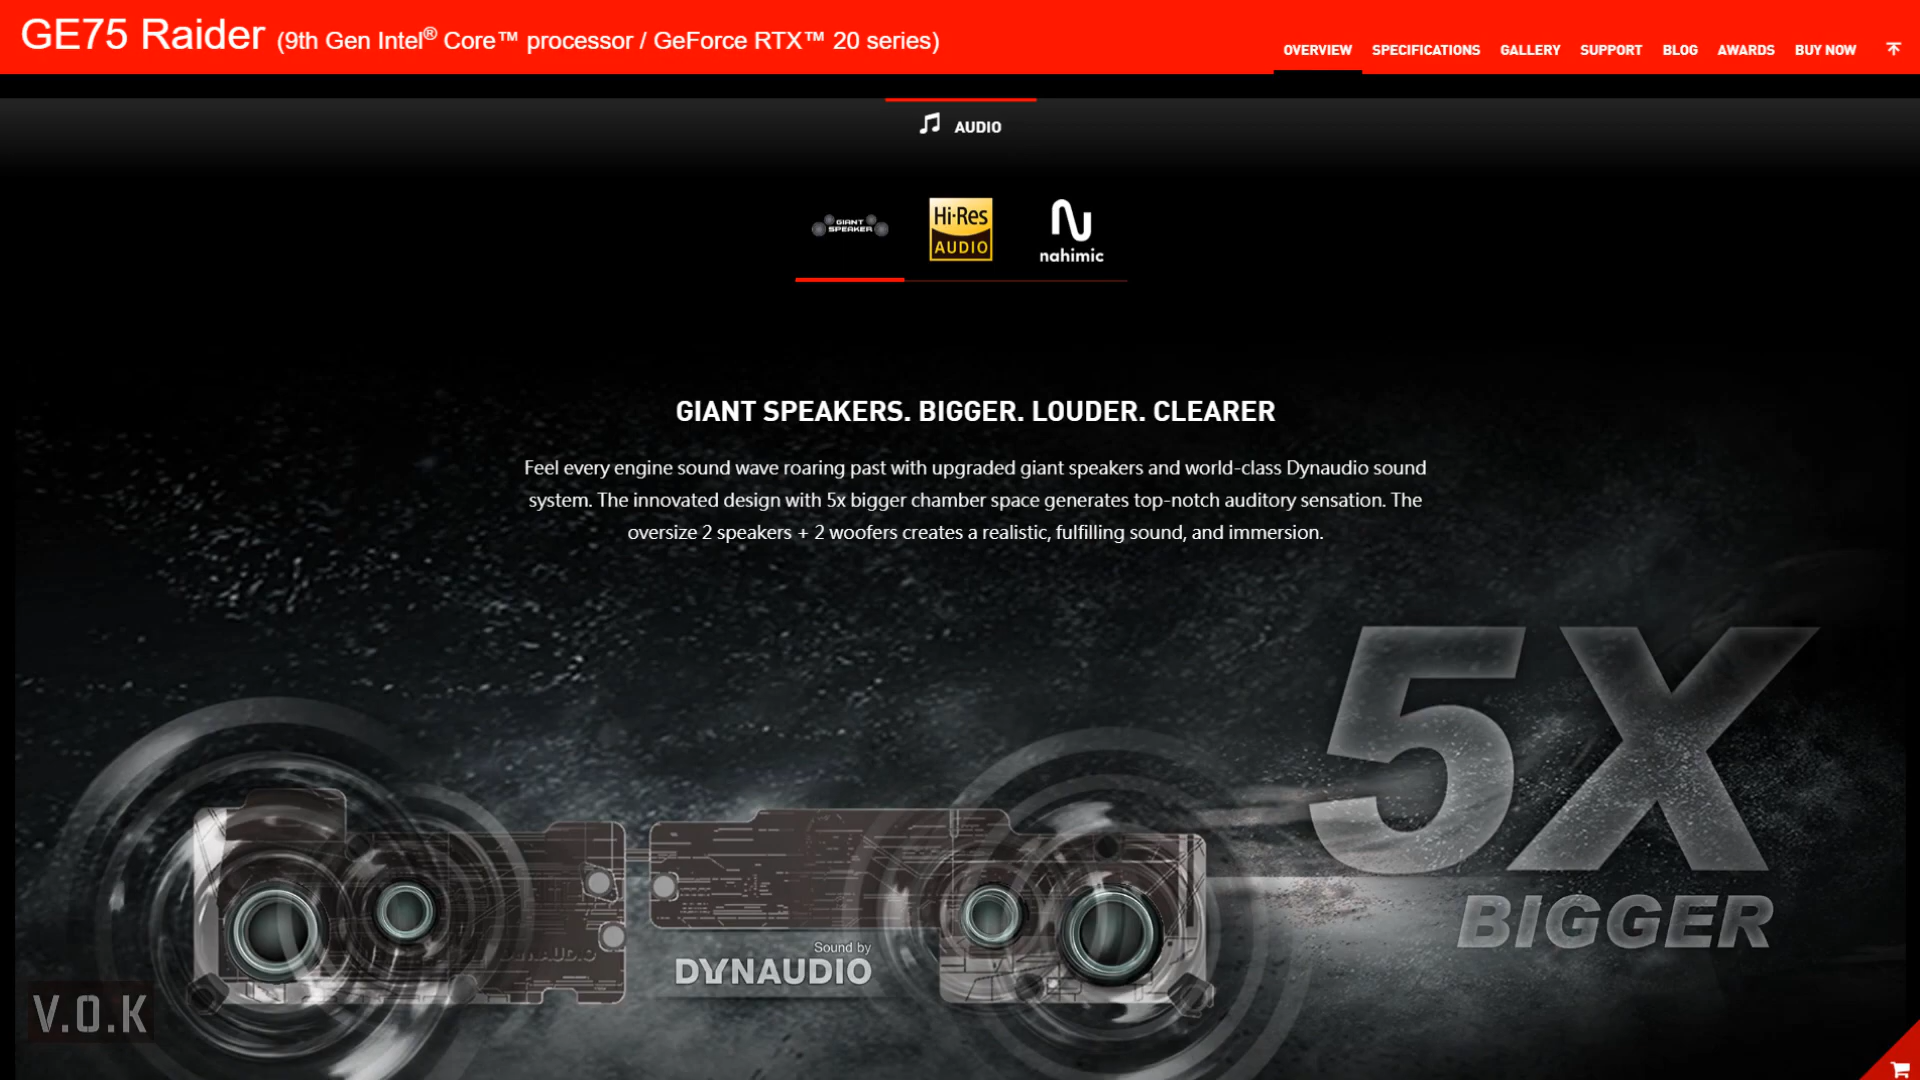 GE75 Raider (9th Gen Intel® Core™ processor / GeForce RTX™ 20 series)
OVERVIEW SPECIFICATIONS GALLERY SUPPORT BLOG AWARDS BUY NOW
AUDIO
GIANT
SPEAKER
Hi-Res
AUDIO
nahimic
GIANT SPEAKERS. BIGGER. LOUDER. CLEARER
Feel every engine sound wave roaring past with upgraded giant speakers and world-class Dynaudio sound
system. The innovated design with 5x bigger chamber space generates top-notch auditory sensation. The
oversize 2 speakers + 2 woofers creates a realistic, fulfilling sound, and immersion.
5X
BIGGER
DYNAUDIO
Sound by
DYNAUDIO
V.O.K